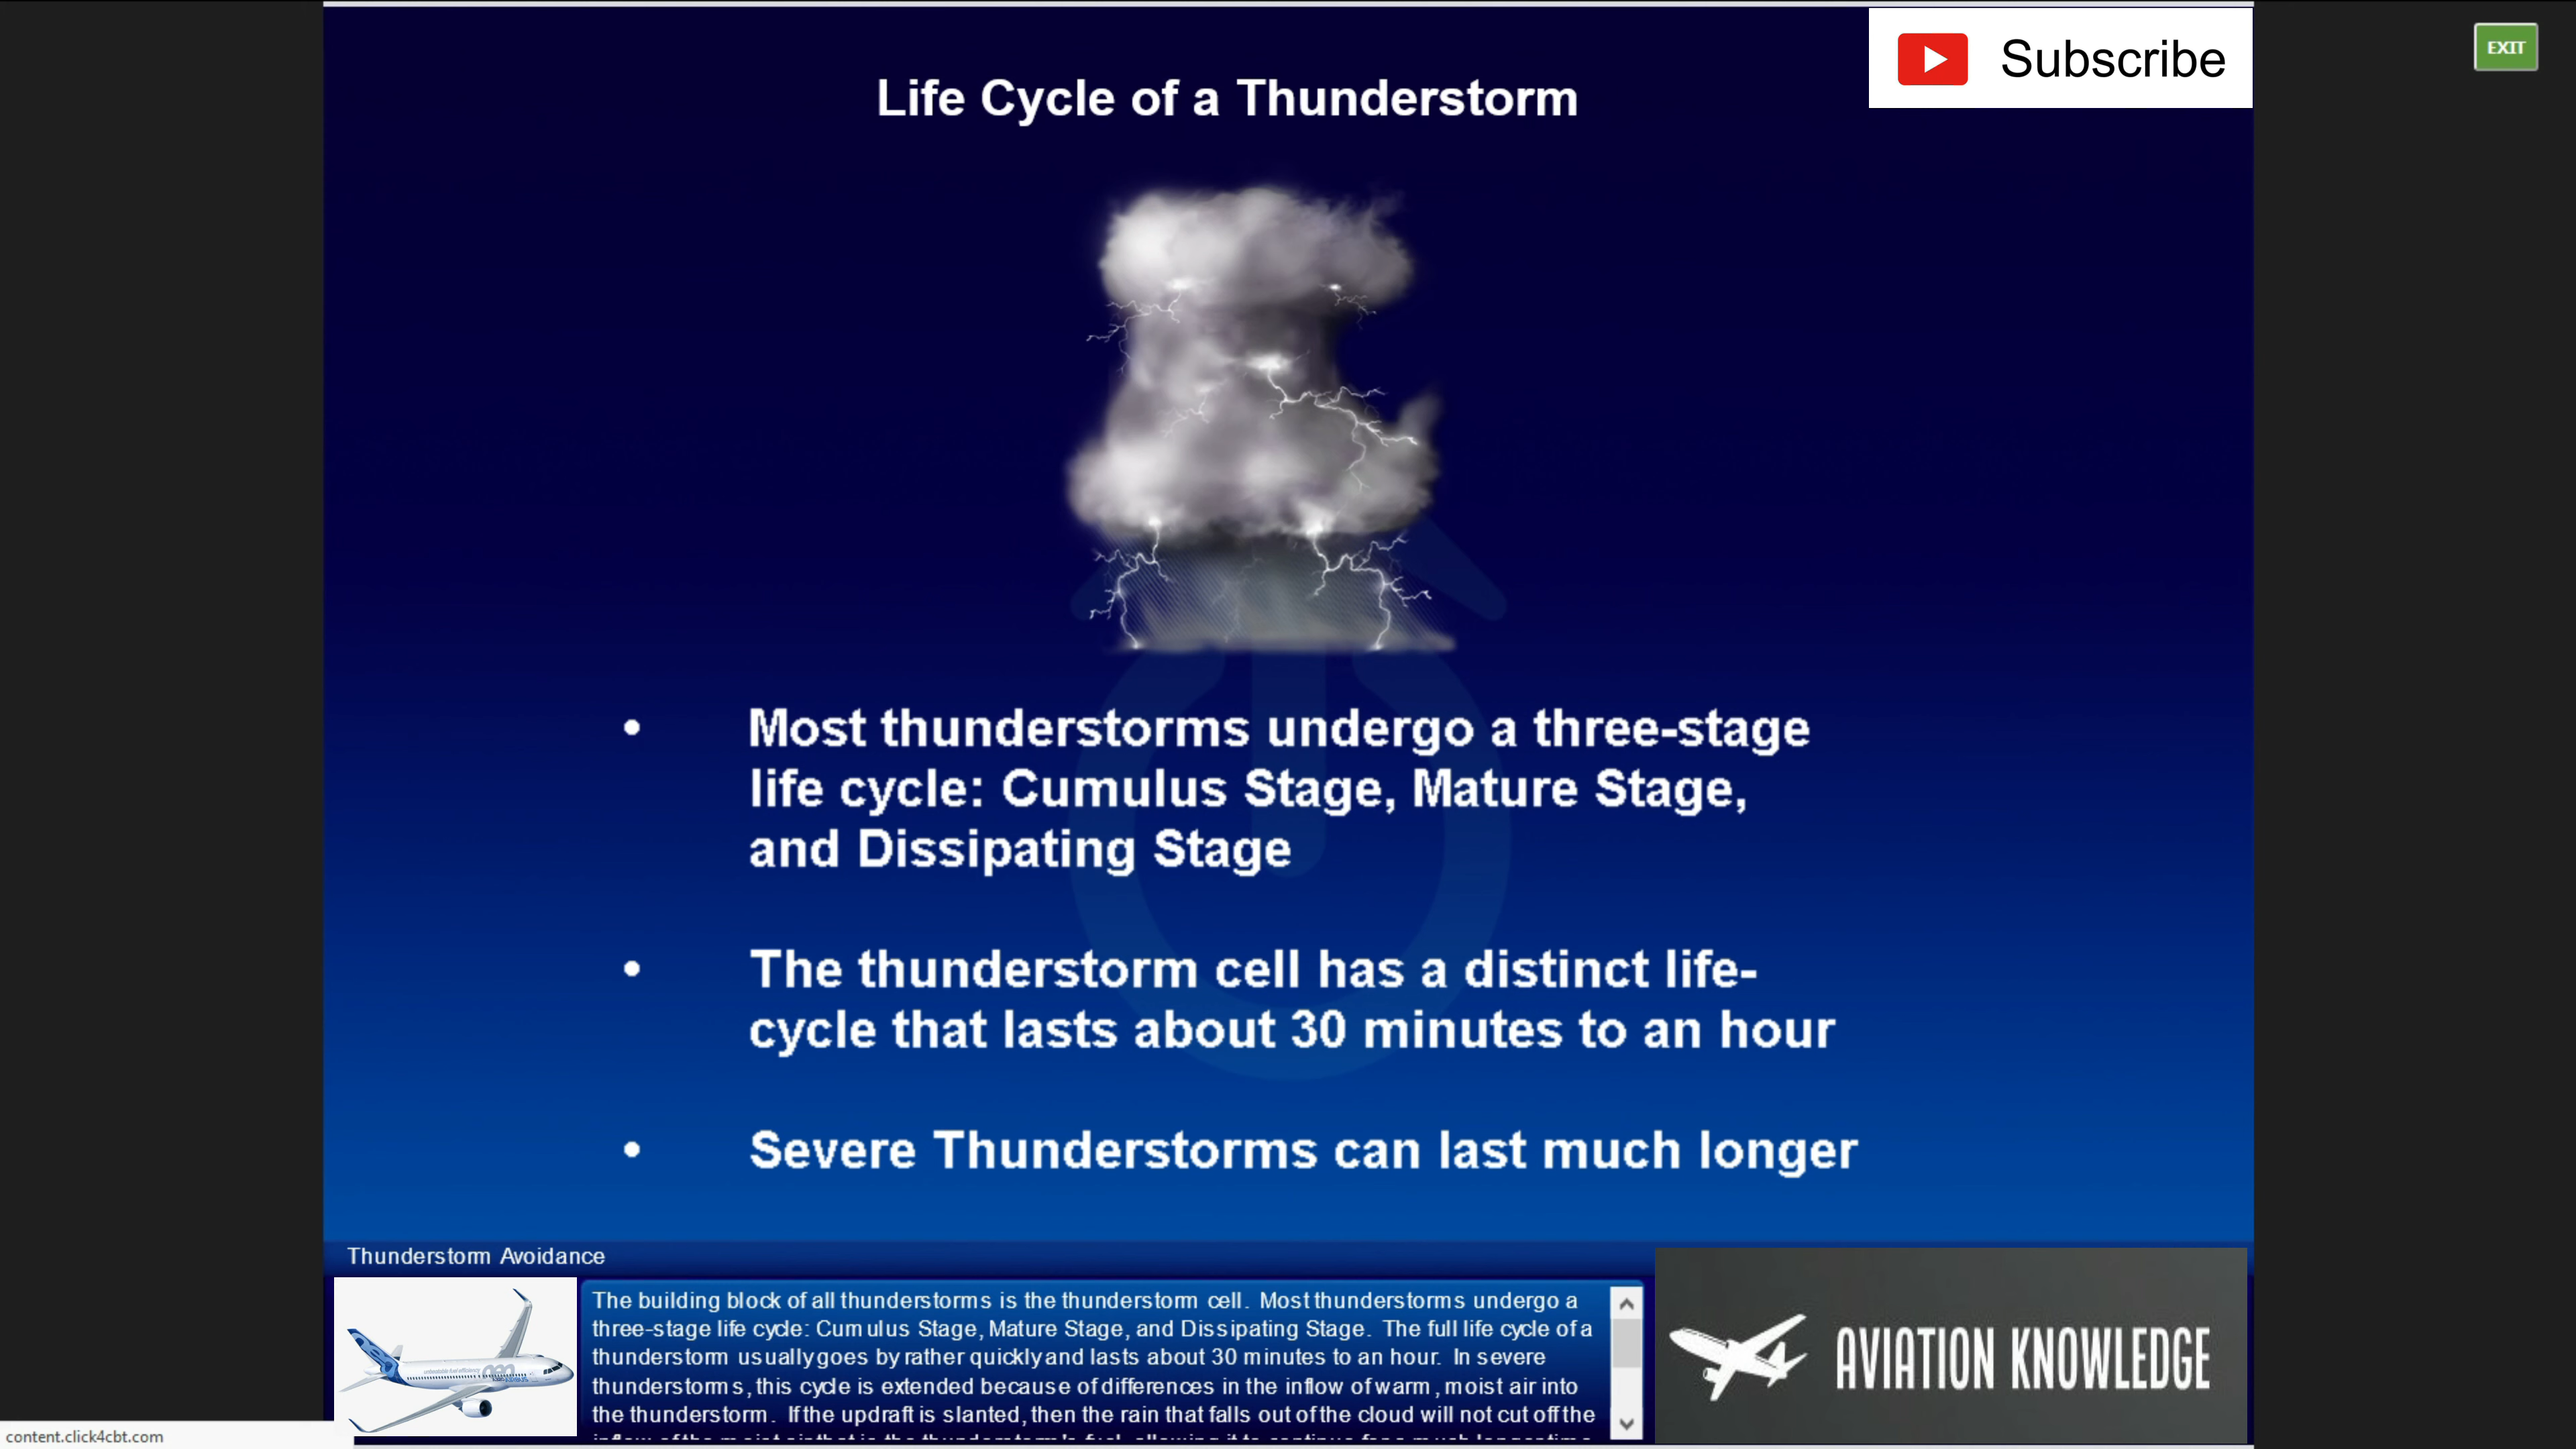 Subscribe
EXIT
Life Cycle of a Thunderstorm
• Most thunderstorms undergo a three-stage
life cycle: Cumulus Stage, Mature Stage,
and Dissipating Stage
• The thunderstorm cell has a distinct life-
cycle that lasts about 30 minutes to an hour
• Severe Thunderstorms can last much longer
Thunderstorm Avoidance
The building block of all thunderstorms is the thunderstorm cell. Most thunderstorms undergo a
three-stage life cycle: Cumulus Stage, Mature Stage, and Dissipating Stage. The full life cycle of a
thunderstorm usually goes by rather quickly and lasts about 30 minutes to an hour. In severe
thunderstorms, this cycle is extended because of differences in the inflow of warm, moist air into
the thunderstorm. If the updraft is slanted, then the rain that falls out of the cloud will not cut off the
neo
AVIATION KNOWLEDGE
content.click4cbt.com